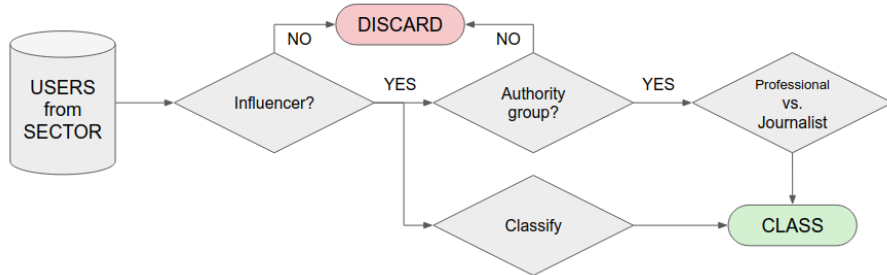 DISCARD
NO
NO
USERS
from
SECTOR
Influencer?
YES
Authority
group?
YES
Professional
vs.
Journalist
Classify
CLASS